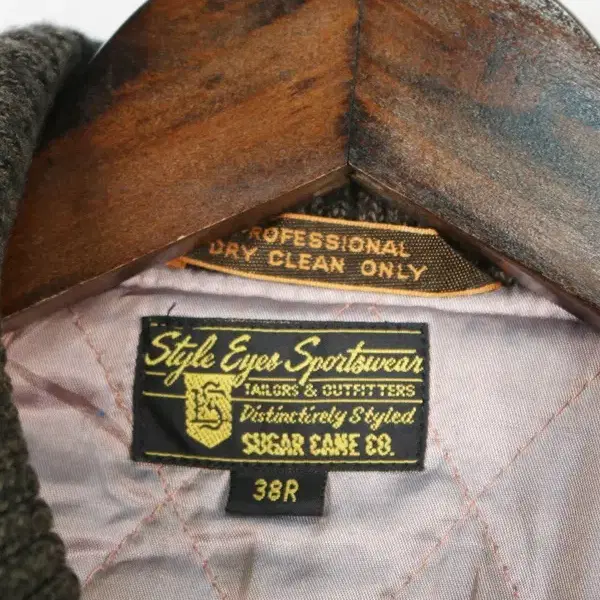 PROFESSIONAL
DRY CLEAN ONLY
Style Eyes Sportswear
TAILORS & OUTFITTERS
Distinctively Styled
SUGAR CANE CO.
38R